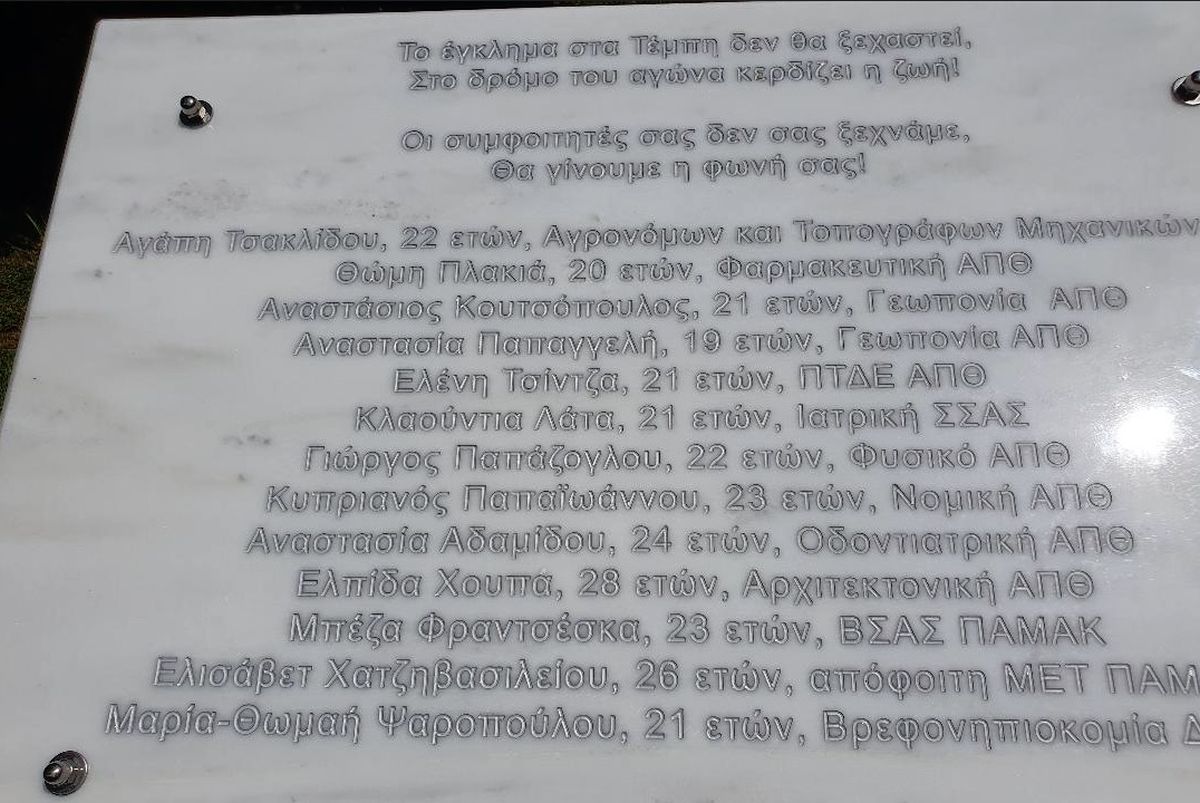 Το έγκλημα στα Τέμπη δεν θα ξεχαστεί,
Στο δρόμο του αγώνα κερδίζει η ζωή!
Οι συμφοιτητές σας δεν σας ξεχνάμε,
Θα γίνουμε η φωνή σας!
Αγάπη Τσακλίδου, 22 ετών, Αγρονόμων και Τοπογράφων Μηχανικών
Θώμη Πλακιά, 20 ετών, Φαρμακευτική ΑΠΘ
Αναστάσιος Κουτσόπουλος, 21 ετών, Γεωπονία ΑΠΘ
Αναστασία Παπαγγελή, 19 ετών, Γεωπονία ΑΠΘ
Ελένη Τσίντζα, 21 ετών, ΠΤΔΕ ΑΠΘ
Κλαούντια Λάτα, 21 ετών, Ιατρική ΣΣΑΣ
Γιώργος Παπάζογλου, 22 ετών, Φυσικό ΑΠΘ
Κυπριανός Παπαϊωάννου, 23 ετών, Νομική ΑΠΘ
Αναστασία Αδαμίδου, 24 ετών, Οδοντιατρική ΑΠΘ
Ελπίδα Χουπα, 28 ετών, Αρχιτεκτονική ΑΠΘ
Μπέζα Φραντσέσκα, 23 ετών, ΒΣΑΣ ΠΑΜΑΚ
Ελισάβετ Χατζηβασιλείου, 26 ετών, απόφοιτη ΜΕΤ ΠΑΜ
Μαρία-Θωμαή Ψαροπούλου, 21 ετών, Βρεφονηπιοκομία Δ